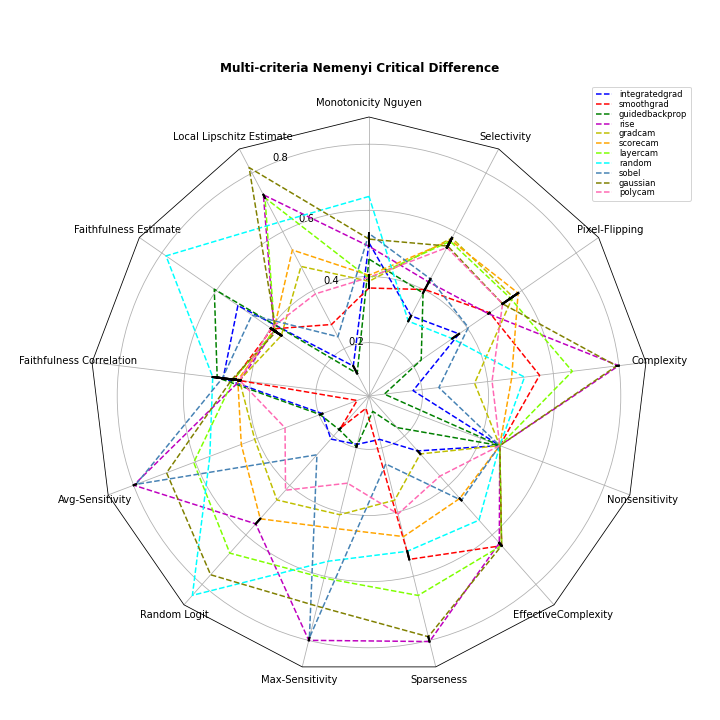 Multi-criteria Nemenyi Critical Difference
integratedgrad
smoothgrad
guidedbackprop
rise
gradcam
scorecam
layercam
random
sobel
gaussian
polycam
Monotonicity Nguyen
Local Lipschitz Estimate
Selectivity
0.8
Faithfulness Estimate
0.6
Pixel-Flipping
0.4
0.2
Faithfulness Correlation
Complexity
Avg-Sensitivity
Nonsensitivity
Random Logit
EffectiveComplexity
Max-Sensitivity
Sparseness